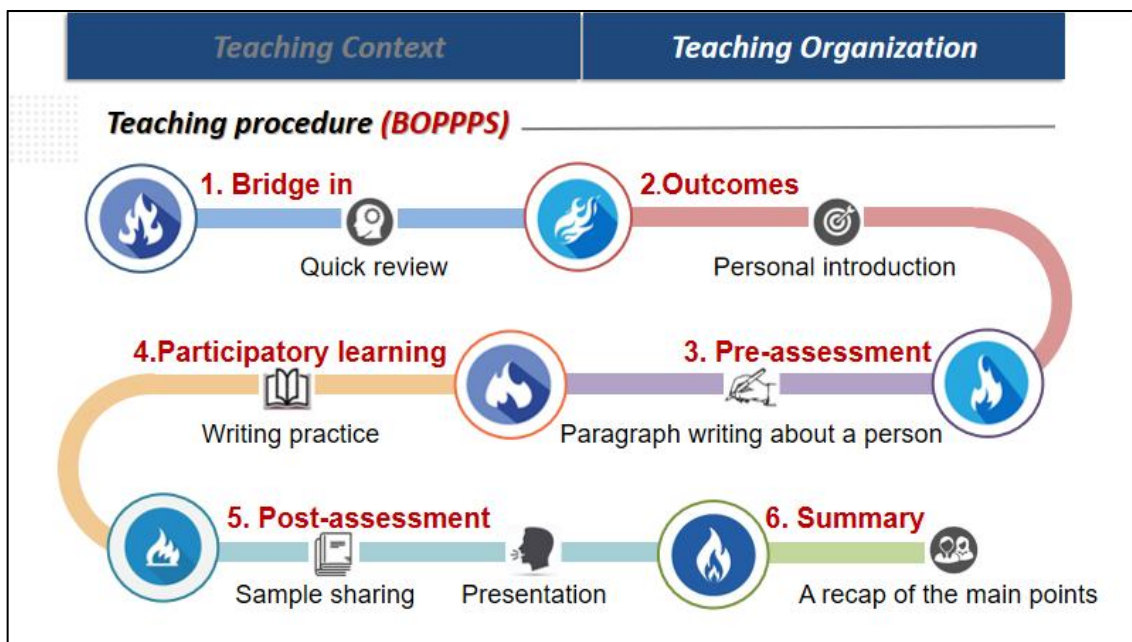 Teaching Context
Teaching Organization
Teaching procedure (BOPPPS)
1. Bridge in
2.Outcomes
Quick review
Personal introduction
4.Participatory learning
3. Pre-assessment
Writing practice
Paragraph writing about a person
5. Post-assessment
6. Summary
Sample sharing
Presentation
A recap of the main points